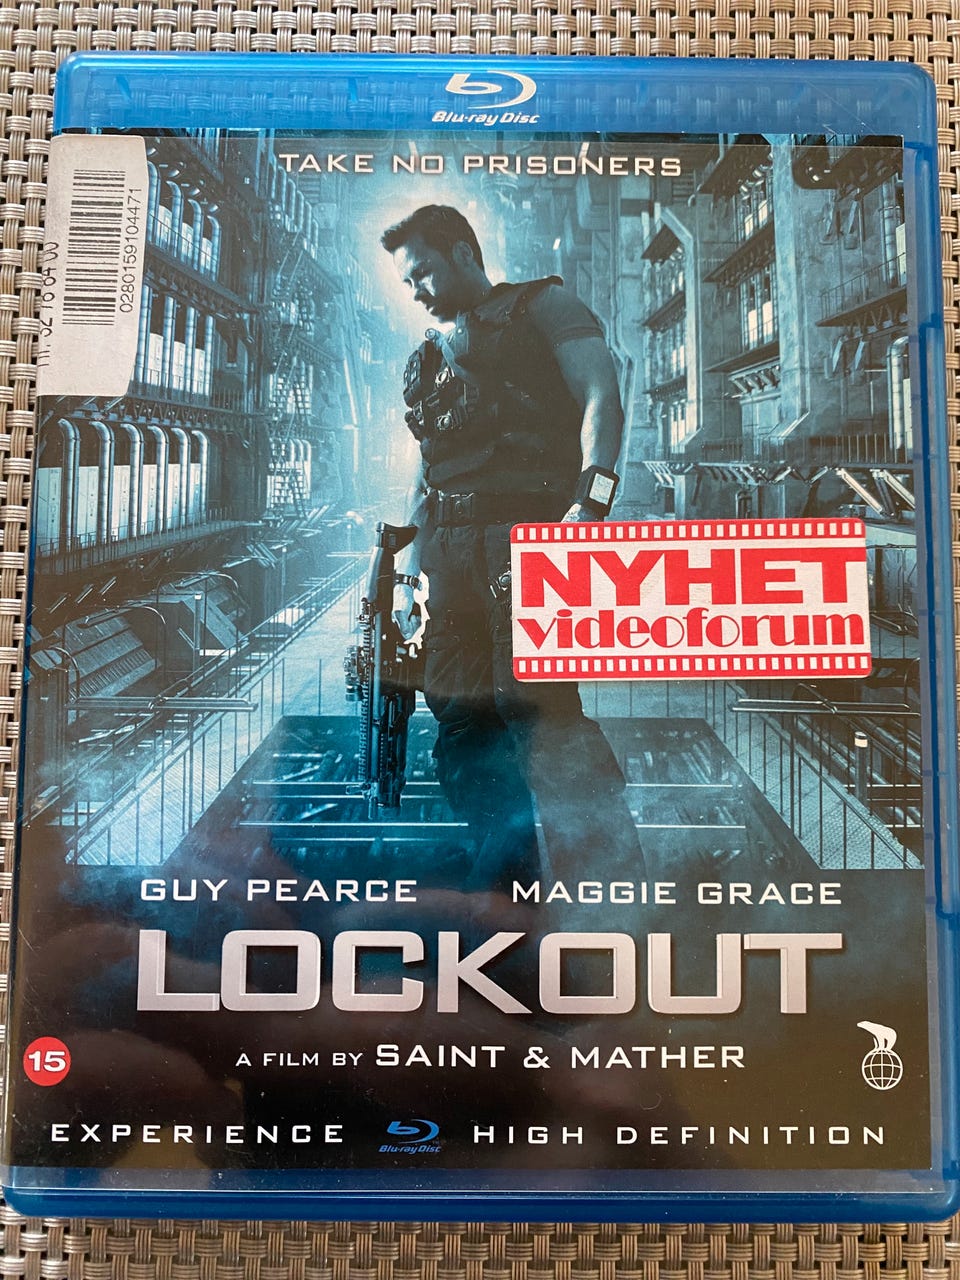 Blu-ray Disc
TAKE NO PRISONERS
0280159104471
NYHET
videoforum
GUY PEARCE MAGGIE GRACE
LOCKOUT
A FILM BY SAINT & MATHER
15
EXPERIENCE Blu-ray Disc HIGH DEFINITION